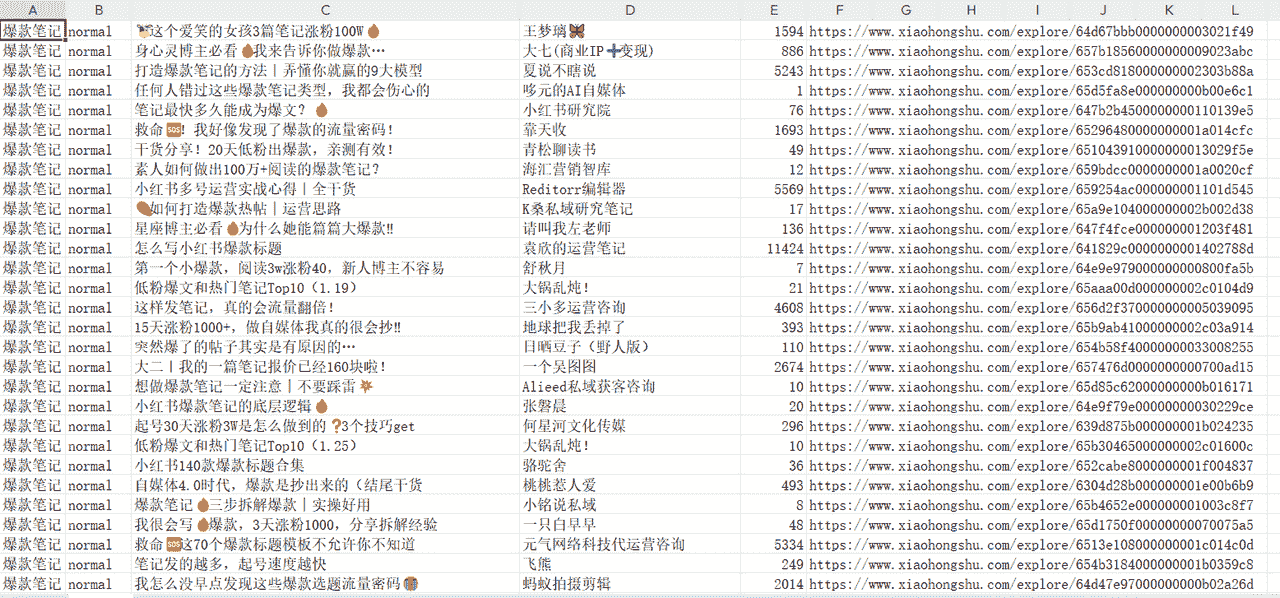 A B C D E F G H I J K L
爆款笔记 normal 🐮这个爱笑的女孩3篇笔记涨粉100W🔥 王梦璃🦋 1594 https://www.xiaohongshu.com/explore/64d67bbb0000000003021f49
爆款笔记 normal 身心灵博主必看🔥我来告诉你做爆款… 大七(商业IP➕变现) 886 https://www.xiaohongshu.com/explore/657b1856000000009023abc
爆款笔记 normal 打造爆款笔记的方法｜弄懂你就赢的9大模型 夏说不瞎说 5243 https://www.xiaohongshu.com/explore/653cd818000000002303b88a
爆款笔记 normal 任何人错过这些爆款笔记类型，我都会伤心的 哆元的AI自媒体 1 https://www.xiaohongshu.com/explore/65d5fa8e000000000b00e6c1
爆款笔记 normal 笔记最快多久能成为爆文？🔥 小红书研究院 76 https://www.xiaohongshu.com/explore/647b2b450000000110139e5
爆款笔记 normal 救命🆘！我好像发现了爆款的流量密码！ 靠天收 1693 https://www.xiaohongshu.com/explore/65296480000000001a014cfc
爆款笔记 normal 干货分享！20天低粉出爆款，亲测有效！ 青松聊读书 49 https://www.xiaohongshu.com/explore/651043910000000013029f5e
爆款笔记 normal 素人如何做出100万+阅读的爆款笔记？ 海汇营销智库 12 https://www.xiaohongshu.com/explore/659bdcc0000000001a0020cf
爆款笔记 normal 小红书多号运营实战心得｜全干货 Reditorr编辑器 5569 https://www.xiaohongshu.com/explore/659254ac000000001101d545
爆款笔记 normal 如何打造爆款热帖｜运营思路 K桑私域研究笔记 17 https://www.xiaohongshu.com/explore/65a9e104000000002b002d38
爆款笔记 normal 星座博主必看🔥为什么她能篇篇大爆款‼ 请叫我左老师 136 https://www.xiaohongshu.com/explore/647f4fce000000001203f481
爆款笔记 normal 怎么写小红书爆款标题 袁欣的运营笔记 11424 https://www.xiaohongshu.com/explore/641829c0000000001402788d
爆款笔记 normal 第一个小爆款，阅读3w涨粉40，新人博主不容易 舒秋月 7 https://www.xiaohongshu.com/explore/64e9e979000000000800fa5b
爆款笔记 normal 低粉爆文和热门笔记Top10（1.19） 大锅乱炖！ 21 https://www.xiaohongshu.com/explore/65aaa00d000000002c0104d9
爆款笔记 normal 这样发笔记，真的会流量翻倍！ 三小多运营咨询 4608 https://www.xiaohongshu.com/explore/656d2f370000000005039095
爆款笔记 normal 15天涨粉1000+，做自媒体我真的很会抄‼ 地球把我丢掉了 393 https://www.xiaohongshu.com/explore/65b9ab41000000002c03a914
爆款笔记 normal 突然爆了的帖子其实是有原因的… 日晒豆子（野人版） 110 https://www.xiaohongshu.com/explore/654b58f40000000033008255
爆款笔记 normal 大二丨我的一篇笔记报价已经160块啦！ 一个吴图图 2674 https://www.xiaohongshu.com/explore/657476d0000000000700ad15
爆款笔记 normal 想做爆款笔记一定注意｜不要踩雷💥 Alieed私域获客咨询 10 https://www.xiaohongshu.com/explore/65d85c62000000000b016171
爆款笔记 normal 小红书爆款笔记的底层逻辑🔥 张磐晨 20 https://www.xiaohongshu.com/explore/64e9f79e00000000030229ce
爆款笔记 normal 起号30天涨粉3W是怎么做到的❓3个技巧get 何星河文化传媒 296 https://www.xiaohongshu.com/explore/639d875b000000001b024235
爆款笔记 normal 低粉爆文和热门笔记Top10（1.25） 大锅乱炖！ 10 https://www.xiaohongshu.com/explore/65b30465000000002c01600c
爆款笔记 normal 小红书140款爆款标题合集 骆驼舍 36 https://www.xiaohongshu.com/explore/652cabe8000000001f004837
爆款笔记 normal 自媒体4.0时代，爆款是抄出来的（结尾干货 桃桃惹人爱 493 https://www.xiaohongshu.com/explore/6304d28b000000001e00b6b9
爆款笔记 normal 爆款笔记🔥三步拆解爆款｜实操好用 小铭说私域 8 https://www.xiaohongshu.com/explore/65b4652e0000000001003c8f7
爆款笔记 normal 我很会写🔥爆款，3天涨粉1000，分享拆解经验 一只白早早 48 https://www.xiaohongshu.com/explore/65d1750f00000000070075a5
爆款笔记 normal 救命🆘这70个爆款标题模板不允许你不知道 元气网络科技代运营咨询 5334 https://www.xiaohongshu.com/explore/6513e108000000001c014c0d
爆款笔记 normal 笔记发的越多，起号速度越快 飞熊 249 https://www.xiaohongshu.com/explore/654b3184000000001b0359c8
爆款笔记 normal 我怎么没早点发现这些爆款选题流量密码 蚂蚁拍摄剪辑 2014 https://www.xiaohongshu.com/explore/64d47e97000000000b02a26d